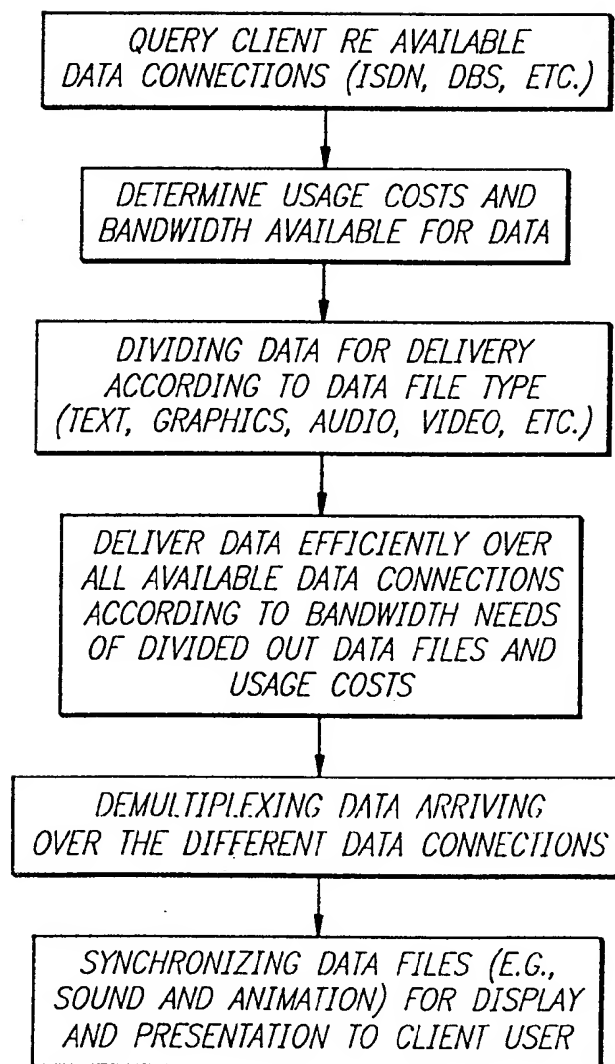 QUERY CLIENT RE AVAILABLE
DATA CONNECTIONS (ISDN, DBS, ETC.)
DETERMINE USAGE COSTS AND
BANDWIDTH AVAILABLE FOR DATA
DIVIDING DATA FOR DELIVERY
ACCORDING TO DATA FILE TYPE
(TEXT, GRAPHICS, AUDIO, VIDEO, ETC.)
DELIVER DATA EFFICIENTLY OVER
ALL AVAILABLE DATA CONNECTIONS
ACCORDING TO BANDWIDTH NEEDS
OF DIVIDED OUT DATA FILES AND
USAGE COSTS
DEMULTIPLEXING DATA ARRIVING
OVER THE DIFFERENT DATA CONNECTIONS
SYNCHRONIZING DATA FILES (E.G.,
SOUND AND ANIMATION) FOR DISPLAY
AND PRESENTATION TO CLIENT USER